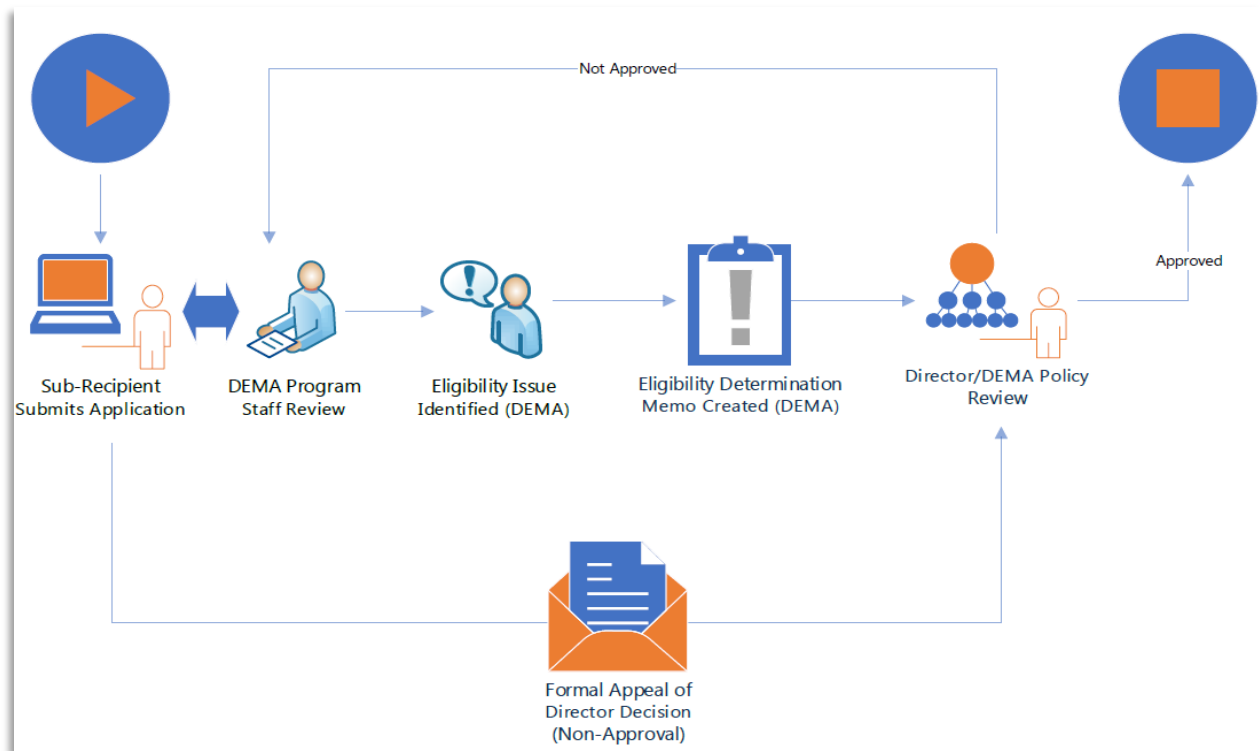 Not Approved
Approved
Sub-Recipient
Submits Application
DEMA Program
Staff Review
Eligibility Issue
Identified (DEMA)
Eligibility Determination
Memo Created (DEMA)
Director/DEMA Policy
Review
Formal Appeal of
Director Decision
(Non-Approval)